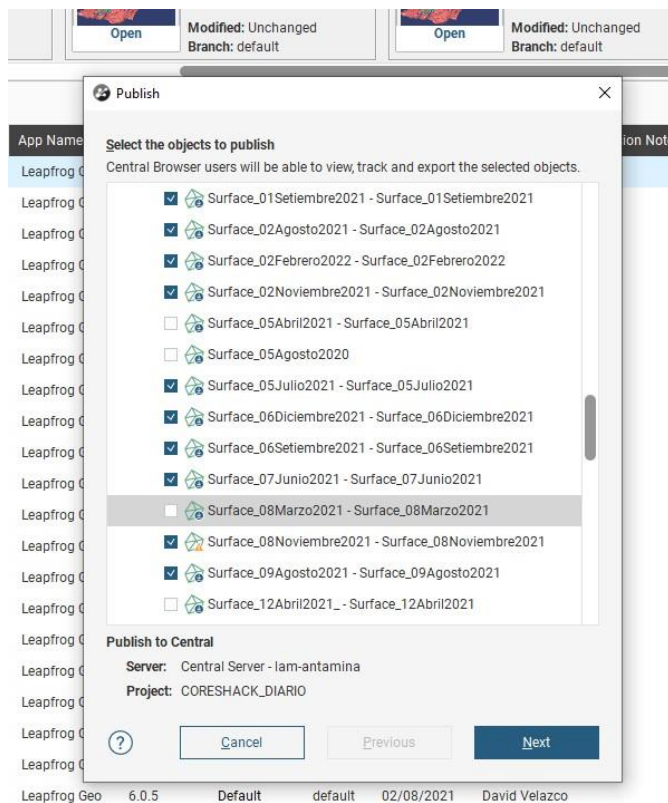 Open
Modified: Unchanged
Branch: default
Open
Modified: Unchanged
Branch: default
Publish
App Name
ion Not
Select the objects to publish
Central Browser users will be able to view, track and export the selected objects.
Leapfrog G
Surface_01Setiembre2021 - Surface_01Setiembre2021
Leapfrog G
Surface_02Agosto2021 - Surface_02Agosto2021
Leapfrog G
Surface_02Febrero2022 - Surface_02Febrero2022
Leapfrog G
Surface_02Noviembre2021 - Surface_02Noviembre2021
Leapfrog G
Surface_05Abril2021 - Surface_05Abril2021
Leapfrog G
Surface_05Agosto2020
Leapfrog G
Surface_05Julio2021 - Surface_05Julio2021
Leapfrog G
Surface_06Diciembre2021 - Surface_06Diciembre2021
Leapfrog G
Surface_06Setiembre2021 - Surface_06Setiembre2021
Leapfrog G
Surface_07Junio2021 - Surface_07Junio2021
Leapfrog G
Surface_08Marzo2021 - Surface_08Marzo2021
Leapfrog G
Surface_08Noviembre2021 - Surface_08Noviembre2021
Leapfrog G
Surface_09Agosto2021 - Surface_09Agosto2021
Leapfrog G
Surface_12Abril2021_ - Surface_12Abril2021
Leapfrog G
Publish to Central
Leapfrog G
Server: Central Server - lam-antamina
Leapfrog G
Project: CORESHACK_DIARIO
Leapfrog G
Leapfrog G
? Cancel Previous Next
Leapfrog G
Leapfrog Geo 6.0.5 Default default 02/08/2021 David Velazco